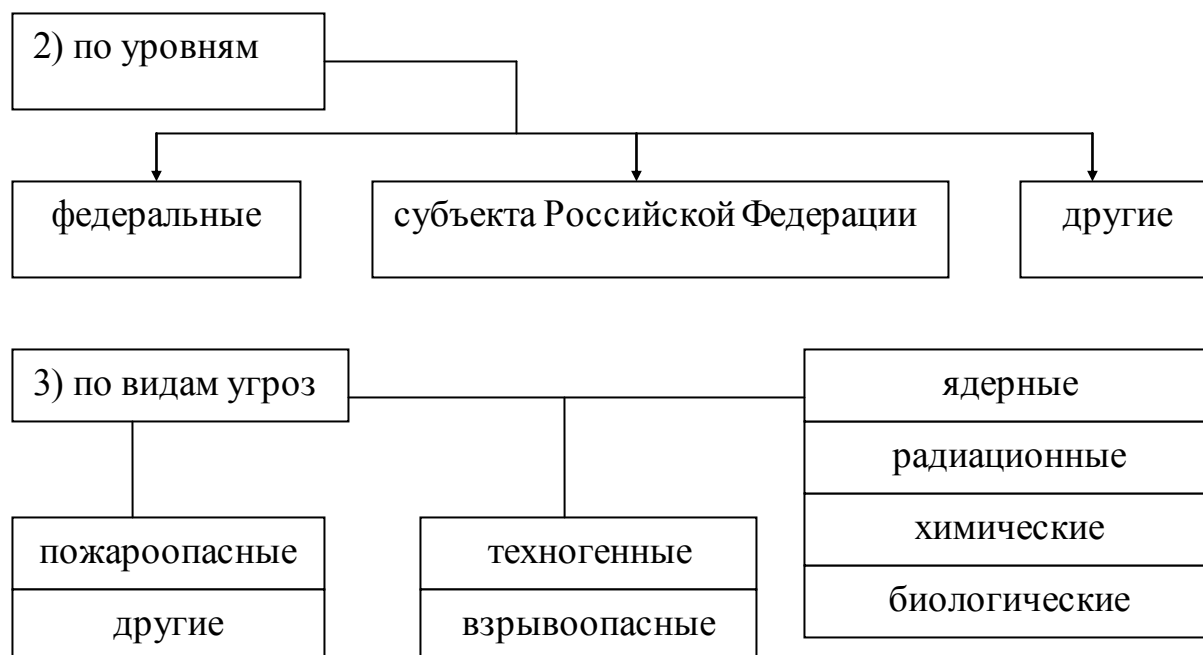 2) по уровням
федеральные
субъекта Российской Федерации
другие
3) по видам угроз
ядерные
радиационные
химические
биологические
пожароопасные
другие
техногенные
взрывоопасные